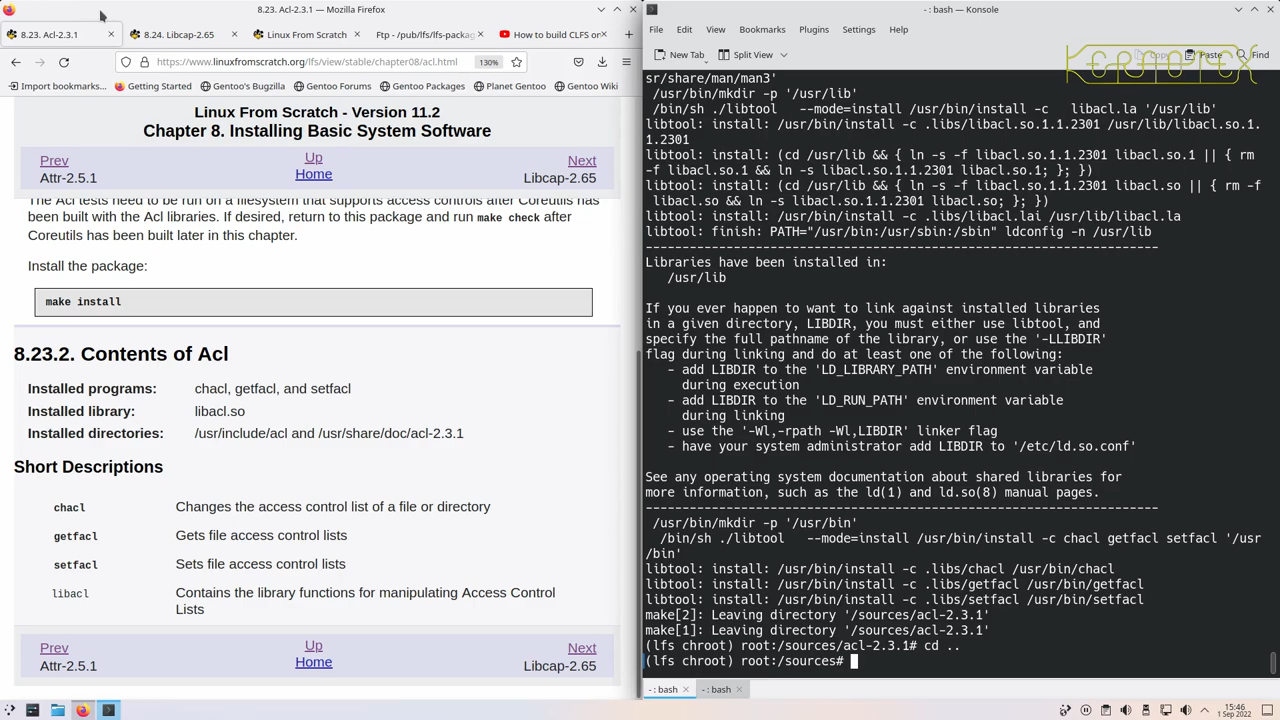 8.23. Acl-2.3.1 — Mozilla Firefox
8.23. Acl-2.3.1
8.24. Libcap-2.65
Linux From Scratch
Ftp - /pub/lfs/lfs-packag
How to build CLFS on
https://www.linuxfromscratch.org/lfs/view/stable/chapter08/acl.html
130%
Import bookmarks...
Getting Started
Gentoo's Bugzilla
Gentoo Forums
Gentoo Packages
Planet Gentoo
Gentoo Wiki
Linux From Scratch - Version 11.2
Chapter 8. Installing Basic System Software
Prev
Up
Next
Attr-2.5.1
Home
Libcap-2.65
The Acl tests need to be run on a filesystem that supports access controls after Coreutils has
been built with the Acl libraries. If desired, return to this package and run make check after
Coreutils has been built later in this chapter.
Install the package:
make install
8.23.2. Contents of Acl
Installed programs: chacl, getfacl, and setfacl
Installed library: libacl.so
Installed directories: /usr/include/acl and /usr/share/doc/acl-2.3.1
Short Descriptions
chacl Changes the access control list of a file or directory
getfacl Gets file access control lists
setfacl Sets file access control lists
libacl Contains the library functions for manipulating Access Control
Lists
Prev
Up
Next
Attr-2.5.1
Home
Libcap-2.65
- : bash — Konsole
File Edit View Bookmarks Plugins Settings Help
New Tab
Split View
Copy
Paste
Find
KERNOTEX
sr/share/man/man3'
/usr/bin/mkdir -p '/usr/lib'
/bin/sh ./libtool --mode=install /usr/bin/install -c libacl.la '/usr/lib'
libtool: install: /usr/bin/install -c .libs/libacl.so.1.1.2301 /usr/lib/libacl.so.1.
1.2301
libtool: install: (cd /usr/lib && { ln -s -f libacl.so.1.1.2301 libacl.so.1 || { rm
-f libacl.so.1 && ln -s libacl.so.1.1.2301 libacl.so.1; }; })
libtool: install: (cd /usr/lib && { ln -s -f libacl.so.1.1.2301 libacl.so || { rm -f
libacl.so && ln -s libacl.so.1.1.2301 libacl.so; }; })
libtool: install: /usr/bin/install -c .libs/libacl.lai /usr/lib/libacl.la
libtool: finish: PATH="/usr/bin:/usr/sbin:/sbin" ldconfig -n /usr/lib
----------------------------------------------------------------------
Libraries have been installed in:
/usr/lib
If you ever happen to want to link against installed libraries
in a given directory, LIBDIR, you must either use libtool, and
specify the full pathname of the library, or use the '-LLIBDIR'
flag during linking and do at least one of the following:
- add LIBDIR to the 'LD_LIBRARY_PATH' environment variable
during execution
- add LIBDIR to the 'LD_RUN_PATH' environment variable
during linking
- use the '-Wl,-rpath -Wl,LIBDIR' linker flag
- have your system administrator add LIBDIR to '/etc/ld.so.conf'
See any operating system documentation about shared libraries for
more information, such as the ld(1) and ld.so(8) manual pages.
----------------------------------------------------------------------
/usr/bin/mkdir -p '/usr/bin'
/bin/sh ./libtool --mode=install /usr/bin/install -c chacl getfacl setfacl '/usr
/bin'
libtool: install: /usr/bin/install -c .libs/chacl /usr/bin/chacl
libtool: install: /usr/bin/install -c .libs/getfacl /usr/bin/getfacl
libtool: install: /usr/bin/install -c .libs/setfacl /usr/bin/setfacl
make[2]: Leaving directory '/sources/acl-2.3.1'
make[1]: Leaving directory '/sources/acl-2.3.1'
(lfs chroot) root:/sources/acl-2.3.1# cd ..
(lfs chroot) root:/sources#
- : bash
- : bash
15:46
1 Sep 2022